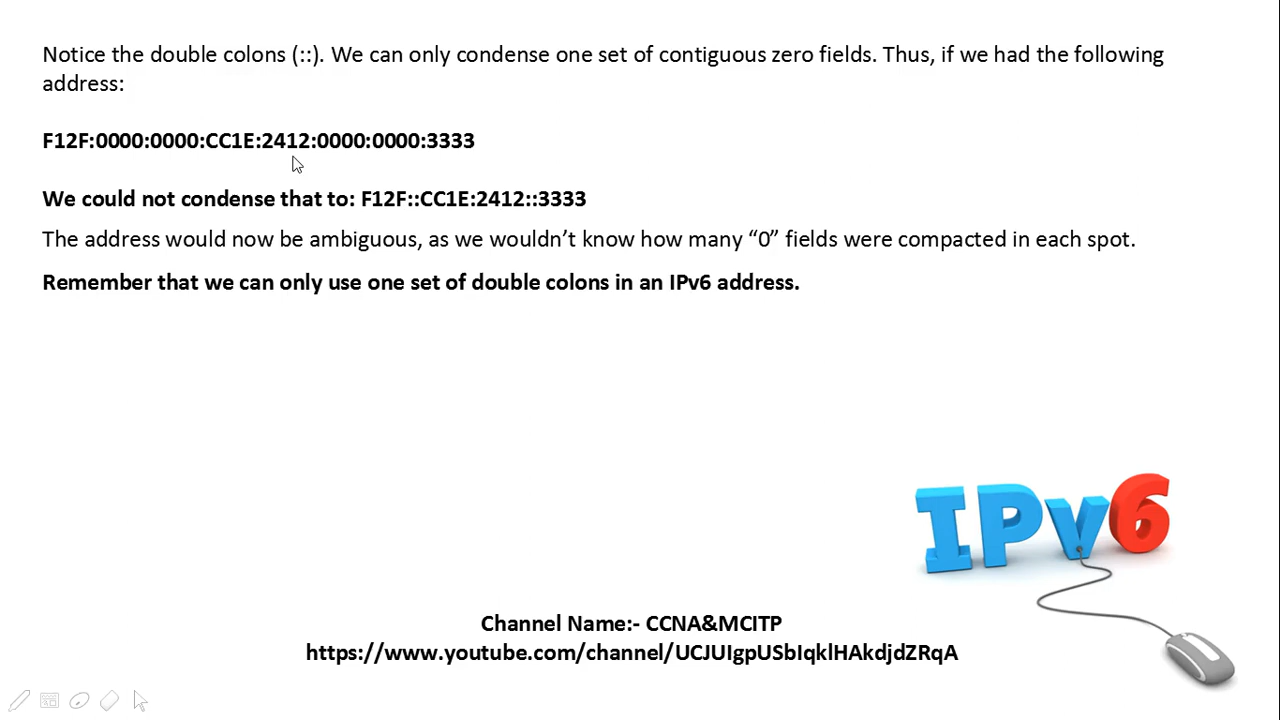 Notice the double colons (::). We can only condense one set of contiguous zero fields. Thus, if we had the following
address:
F12F:0000:0000:CC1E:2412:0000:0000:3333
We could not condense that to: F12F::CC1E:2412::3333
The address would now be ambiguous, as we wouldn’t know how many “0” fields were compacted in each spot.
Remember that we can only use one set of double colons in an IPv6 address.
IPv6
Channel Name:- CCNA&MCITP
https://www.youtube.com/channel/UCJUIgpUSbIqklHAkdjdZRqA